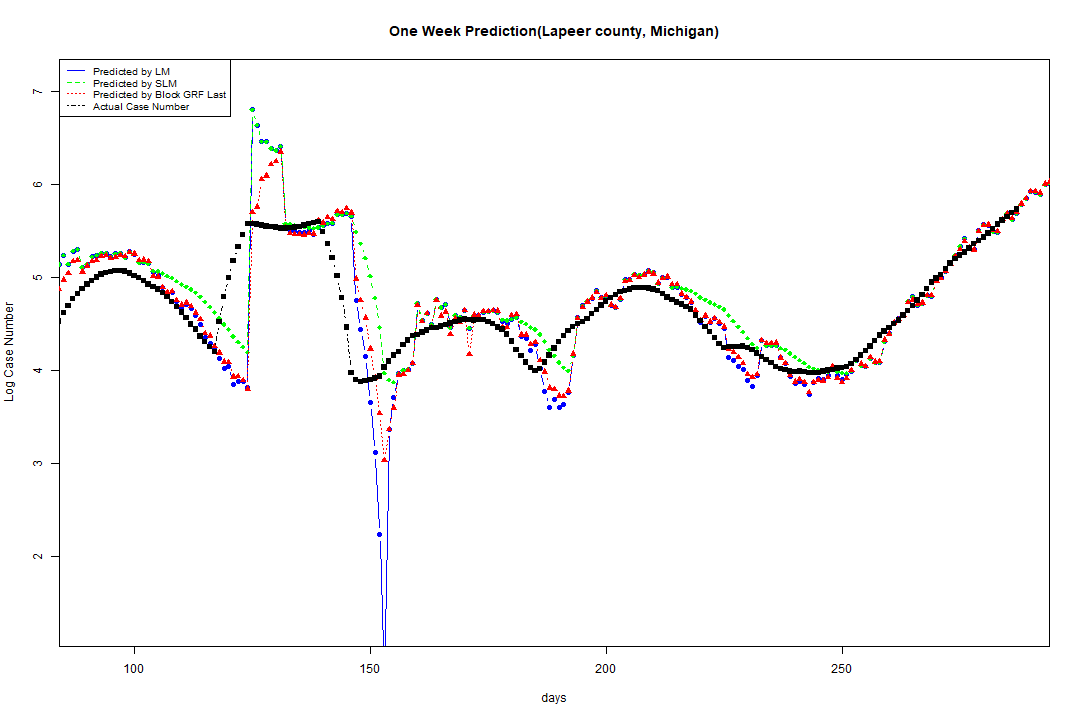 One Week Prediction(Lapeer county, Michigan)
Predicted by LM
Predicted by SLM
Predicted by Block GRF Last
Actual Case Number
7
6
5
4
3
2
Log Case Number
100 150 200 250
days